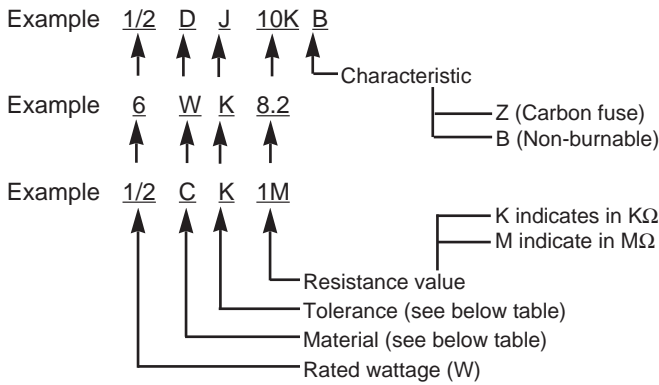 Example 1/2 D J 10K B
Characteristic
Z (Carbon fuse)
B (Non-burnable)
Example 6 W K 8.2
Example 1/2 C K 1M
K indicates in KΩ
M indicate in MΩ
Resistance value
Tolerance (see below table)
Material (see below table)
Rated wattage (W)